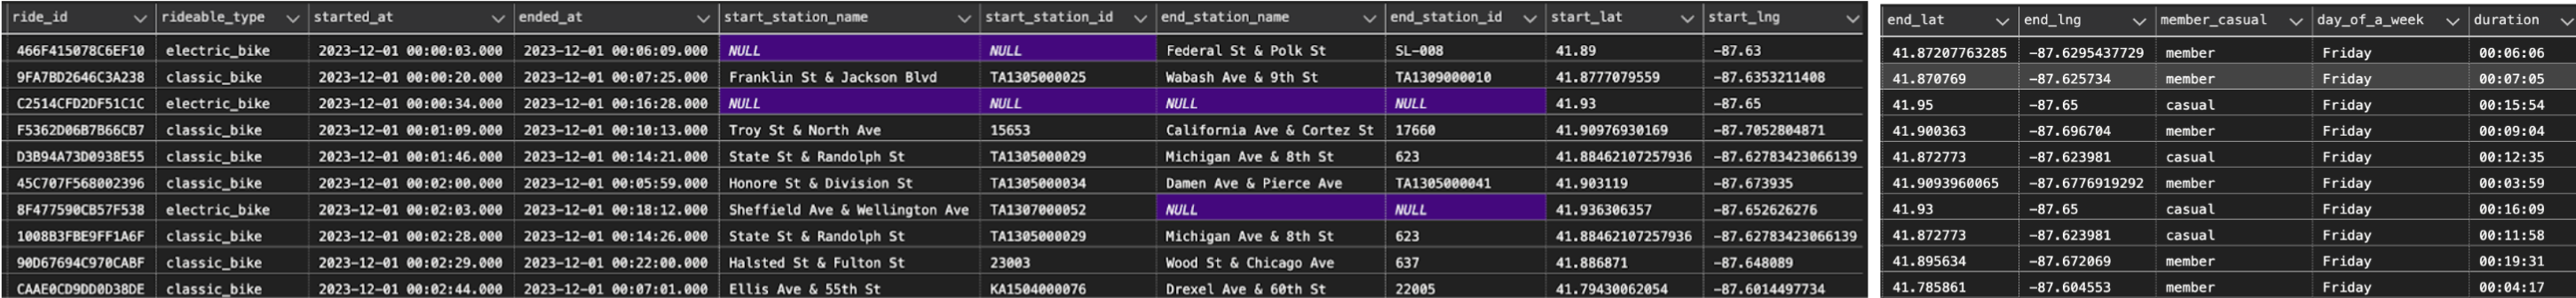 ride_id rideable_type started_at ended_at start_station_name start_station_id end_station_name end_station_id start_lat start_lng end_lat end_lng member_casual day_of_a_week duration
466F415078C6EF10 electric_bike 2023-12-01 00:00:03.000 2023-12-01 00:06:09.000 NULL NULL Federal St & Polk St SL-008 41.89 -87.63 41.87207763285 -87.6295437729 member Friday 00:06:06
9FA7BD2646C3A238 classic_bike 2023-12-01 00:00:20.000 2023-12-01 00:07:25.000 Franklin St & Jackson Blvd TA1305000025 Wabash Ave & 9th St TA1309000010 41.8777079559 -87.6353211408 41.870769 -87.625734 member Friday 00:07:05
C2514CFD2DF51C1C electric_bike 2023-12-01 00:00:34.000 2023-12-01 00:16:28.000 NULL NULL NULL NULL 41.93 -87.65 41.95 -87.65 casual Friday 00:15:54
F5362D06B7B66CB7 classic_bike 2023-12-01 00:01:09.000 2023-12-01 00:10:13.000 Troy St & North Ave 15653 California Ave & Cortez St 17660 41.90976930169 -87.7052804871 41.900363 -87.696704 member Friday 00:09:04
D3B94A73D0938E55 classic_bike 2023-12-01 00:01:46.000 2023-12-01 00:14:21.000 State St & Randolph St TA1305000029 Michigan Ave & 8th St 623 41.88462107257936 -87.62783423066139 41.872773 -87.623981 casual Friday 00:12:35
45C707F568002396 classic_bike 2023-12-01 00:02:00.000 2023-12-01 00:05:59.000 Honore St & Division St TA1305000034 Damen Ave & Pierce Ave TA1305000041 41.903119 -87.673935 41.9093960065 -87.6776919292 member Friday 00:03:59
8F477590CB57F538 electric_bike 2023-12-01 00:02:03.000 2023-12-01 00:18:12.000 Sheffield Ave & Wellington Ave TA1307000052 NULL NULL 41.936306357 -87.652626276 41.93 -87.65 casual Friday 00:16:09
1008B3FBE9FF1A6F classic_bike 2023-12-01 00:02:28.000 2023-12-01 00:14:26.000 State St & Randolph St TA1305000029 Michigan Ave & 8th St 623 41.88462107257936 -87.62783423066139 41.872773 -87.623981 casual Friday 00:11:58
90D67694C970CABF classic_bike 2023-12-01 00:02:29.000 2023-12-01 00:22:00.000 Halsted St & Fulton St 23003 Wood St & Chicago Ave 637 41.886871 -87.648089 41.895634 -87.672069 member Friday 00:19:31
CAAE0CD9DD0D38DE classic_bike 2023-12-01 00:02:44.000 2023-12-01 00:07:01.000 Ellis Ave & 55th St KA1504000076 Drexel Ave & 60th St 22005 41.79430062054 -87.6014497734 41.785861 -87.604553 member Friday 00:04:17